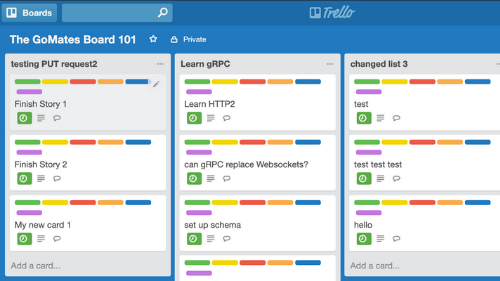 Boards
Trello
The GoMates Board 101
Private
testing PUT request2
Finish Story 1
Finish Story 2
My new card 1
Add a card...
Learn gRPC
Learn HTTP2
can gRPC replace Websockets?
set up schema
changed list 3
test
test test test
hello
Add a card...